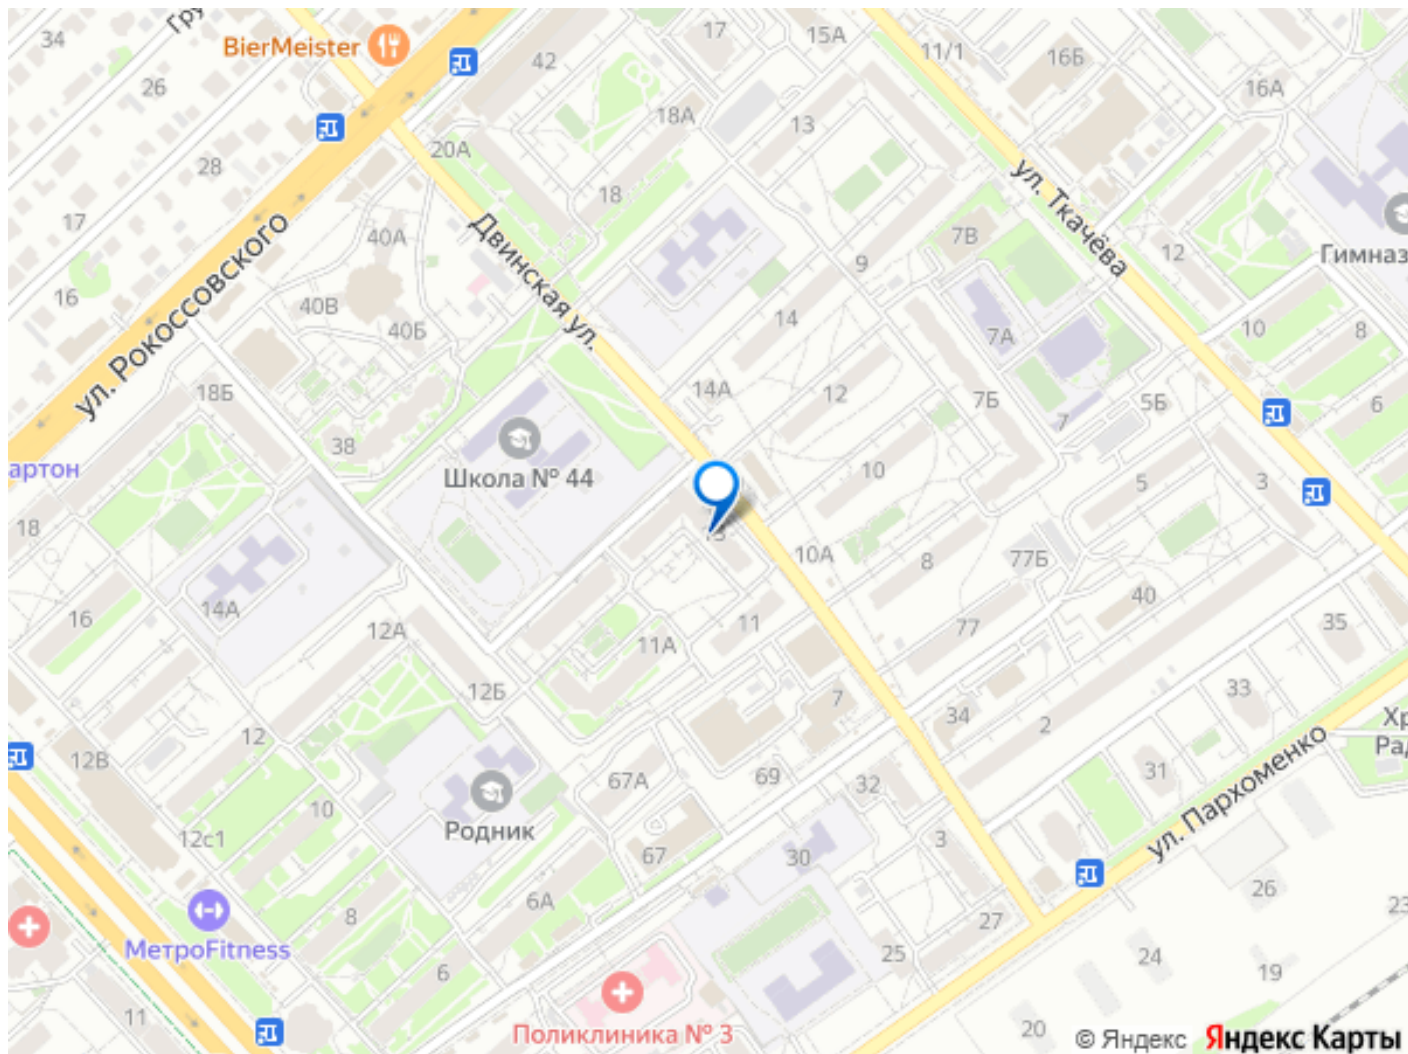 Гру
34
BierMeister
26
42
17
15А
11/1
16Б
16А
18А
13
20А
28
18
ул. Ткачёва
17
40А
Двинская ул.
7В
12
Гимназ
9
16
ул. Рокоссовского
40В
40Б
14
7А
10
8
18Б
14А
12
7Б
5Б
6
7
38
артон
Школа № 44
10
5
3
18
13
10А
8
77Б
14А
16
12А
11
77
40
35
11А
12Б
33
7
34
2
Хр
Рад
12
12В
67А
69
32
31
ул. Пархоменко
10
Родник
12с1
67
30
3
26
6А
8
27
23
МетроFitness
25
24
6
19
11
Поликлиника № 3
20
© Яндекс
Яндекс Карты